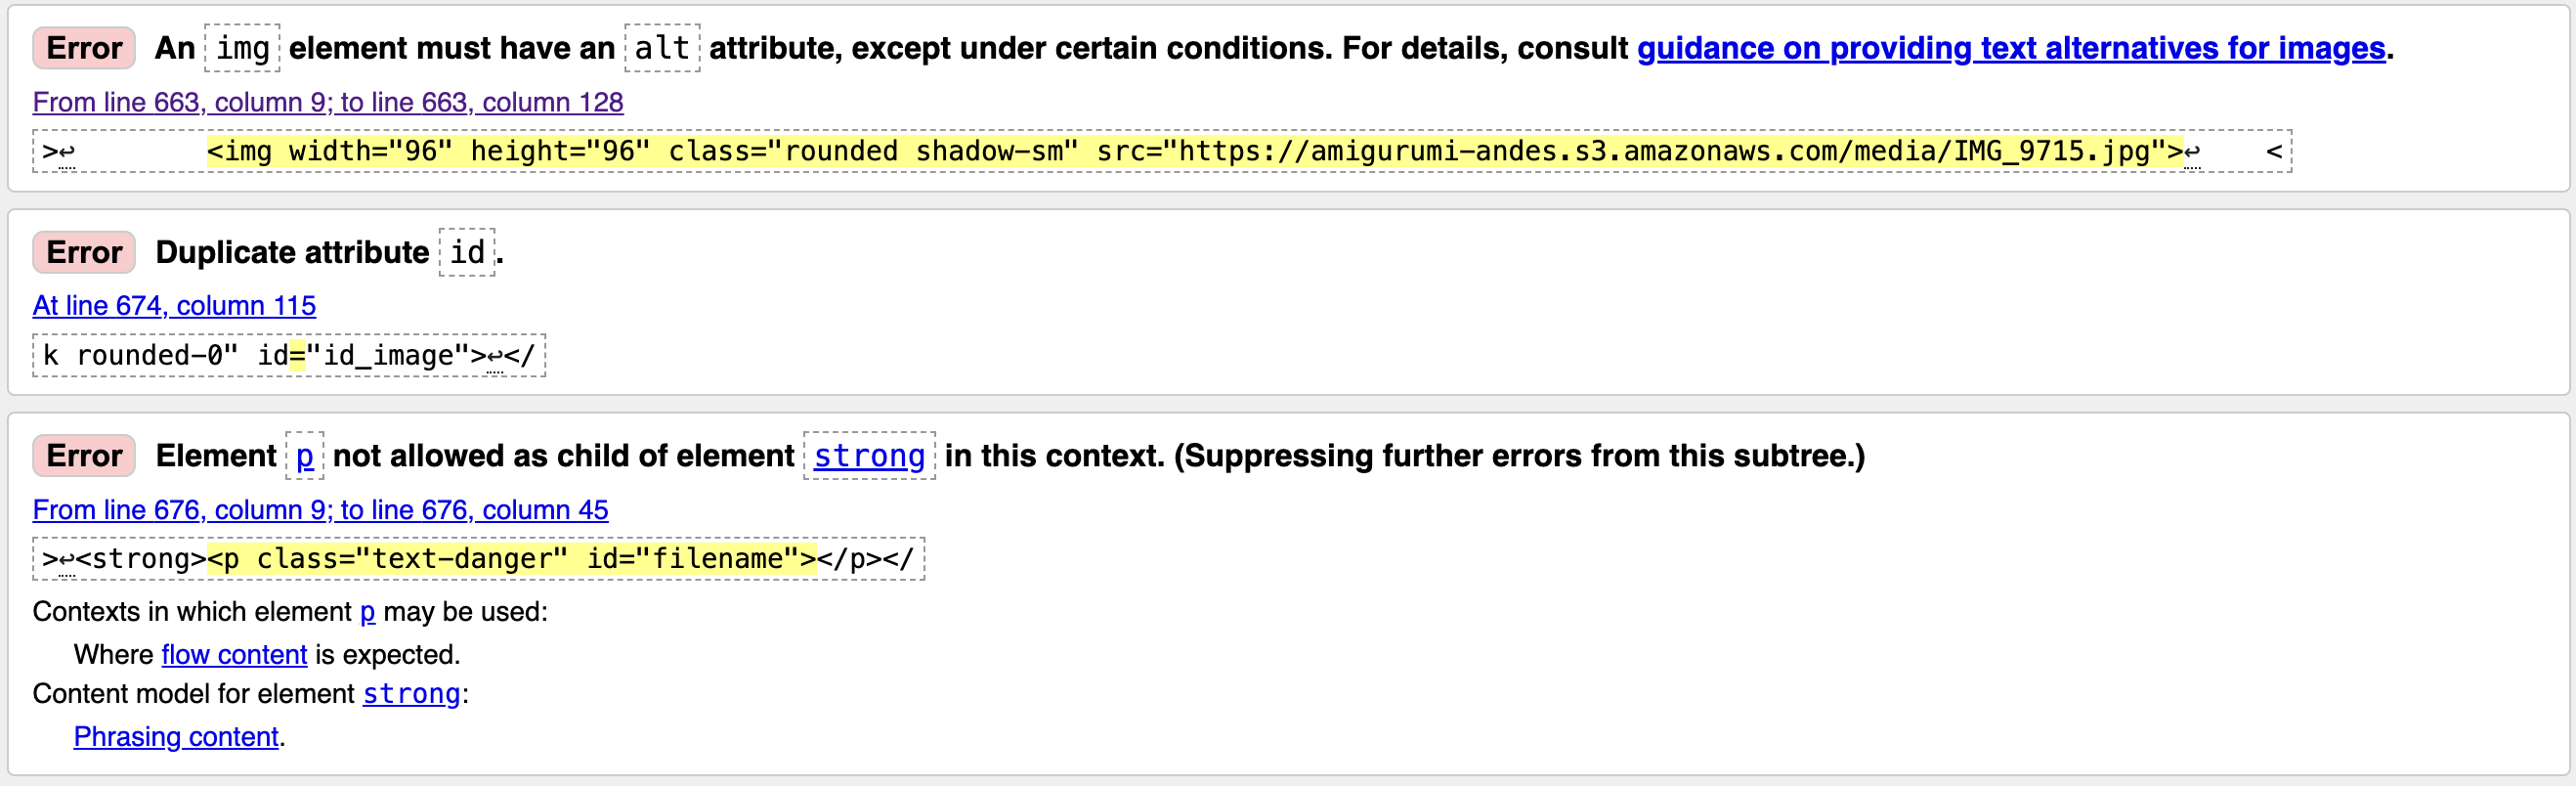 Error An img element must have an alt attribute, except under certain conditions. For details, consult guidance on providing text alternatives for images.
From line 663, column 9; to line 663, column 128
>↩        <img width="96" height="96" class="rounded shadow-sm" src="https://amigurumi-andes.s3.amazonaws.com/media/IMG_9715.jpg">↩    <
Error Duplicate attribute id.
At line 674, column 115
k rounded-0" id="id_image">↩</
Error Element p not allowed as child of element strong in this context. (Suppressing further errors from this subtree.)
From line 676, column 9; to line 676, column 45
>↩<strong><p class="text-danger" id="filename"></p></
Contexts in which element p may be used:
Where flow content is expected.
Content model for element strong:
Phrasing content.